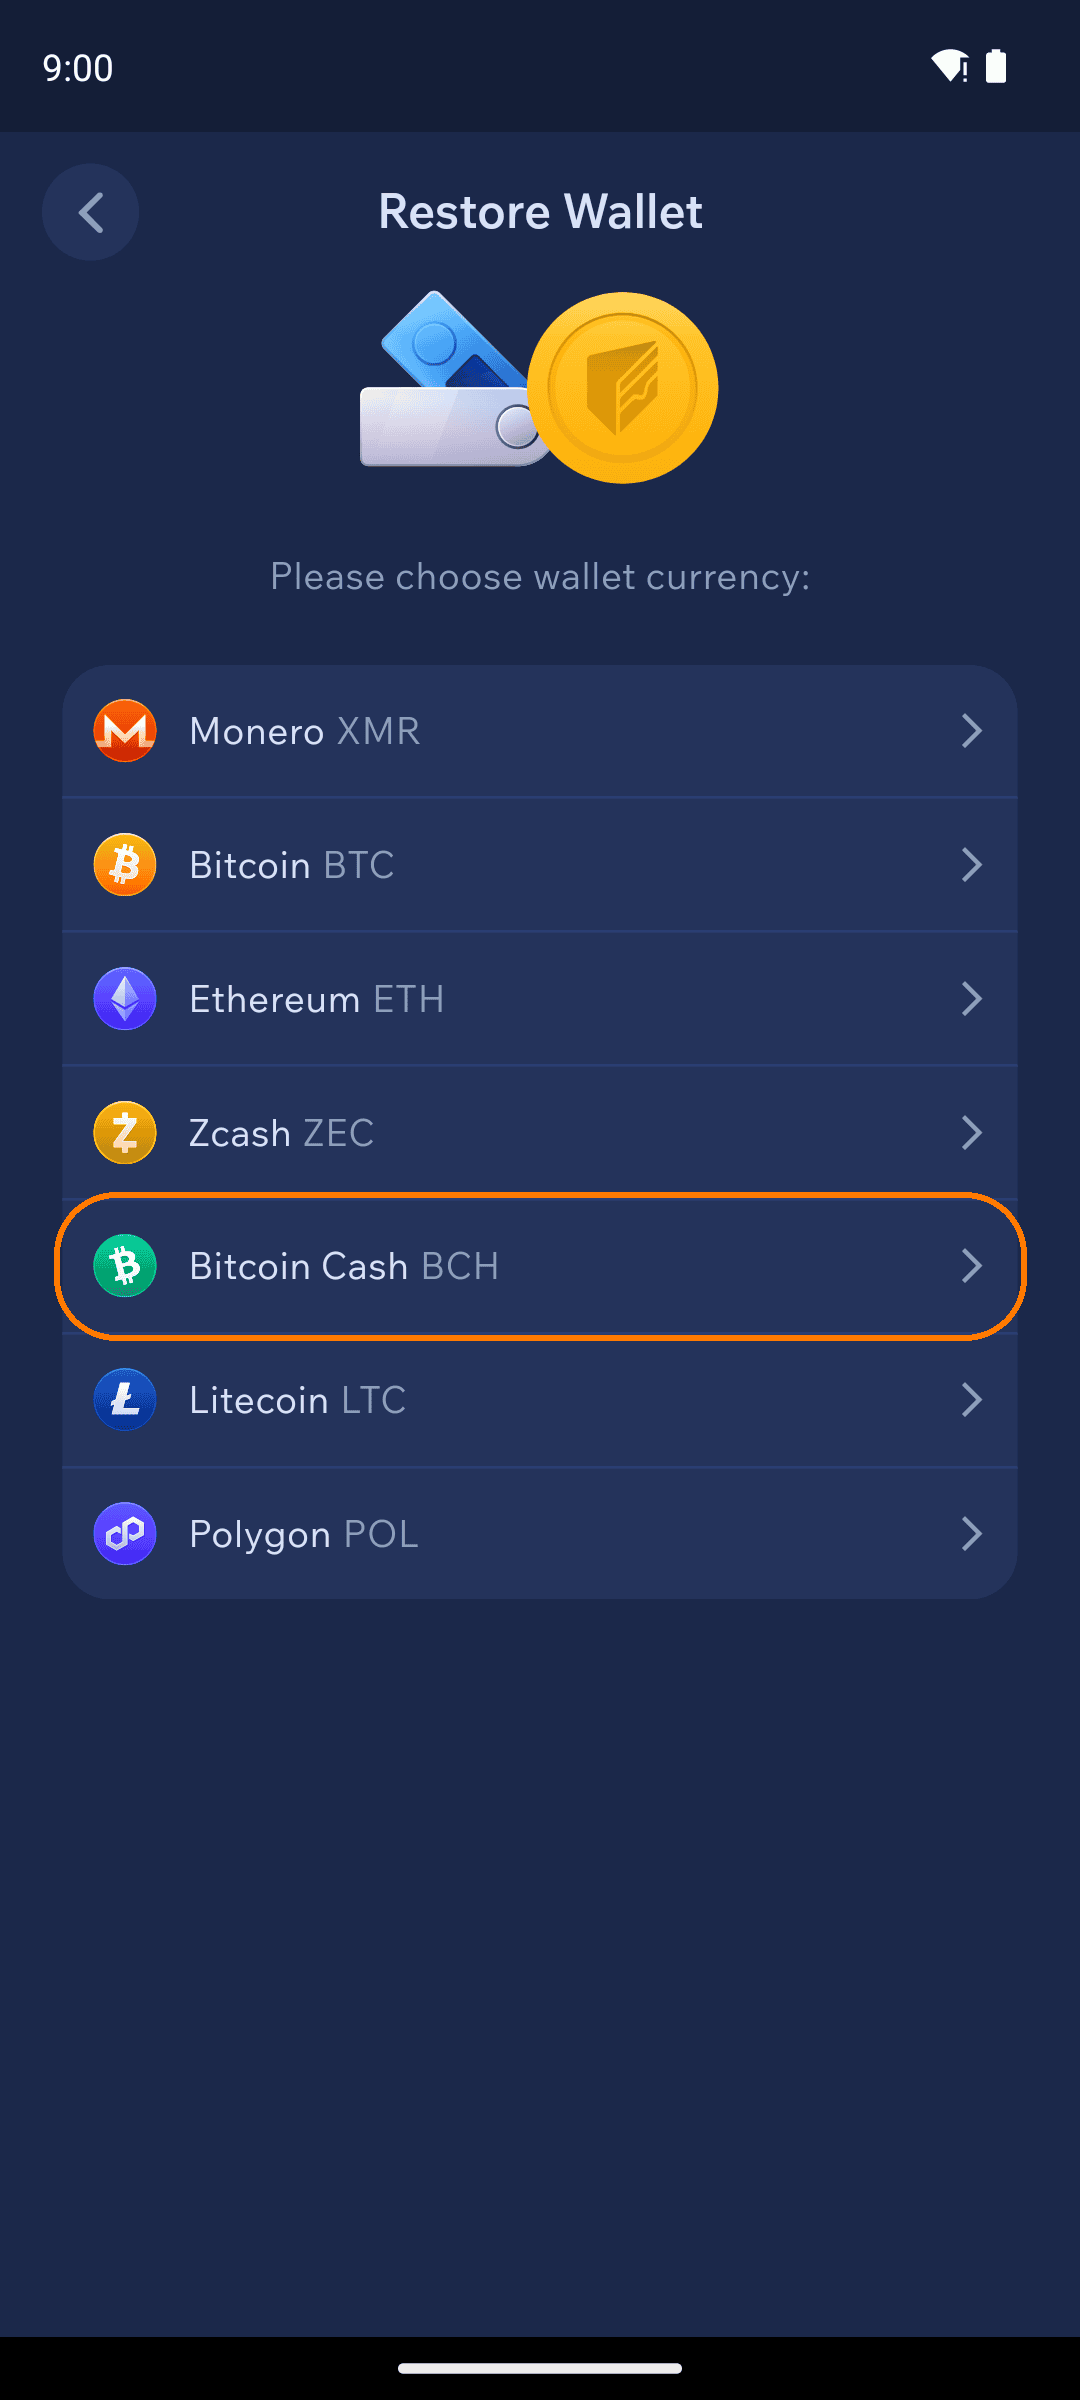 9:00
Restore Wallet
Please choose wallet currency:
Monero XMR
Bitcoin BTC
Ethereum ETH
Zcash ZEC
Bitcoin Cash BCH
Litecoin LTC
Polygon POL